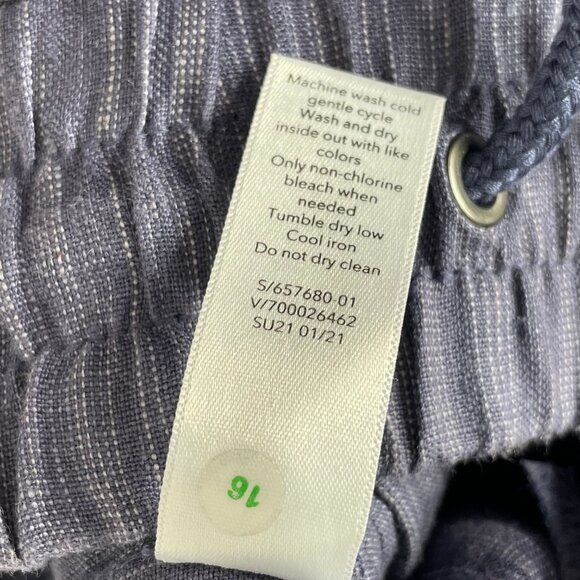 Machine wash cold
gentle cycle
Wash and dry
inside out with like
colors
Only non-chlorine
bleach when
needed
Tumble dry low
Cool iron
Do not dry clean
S/657680-01
V/700026462
SU21 01/21
16